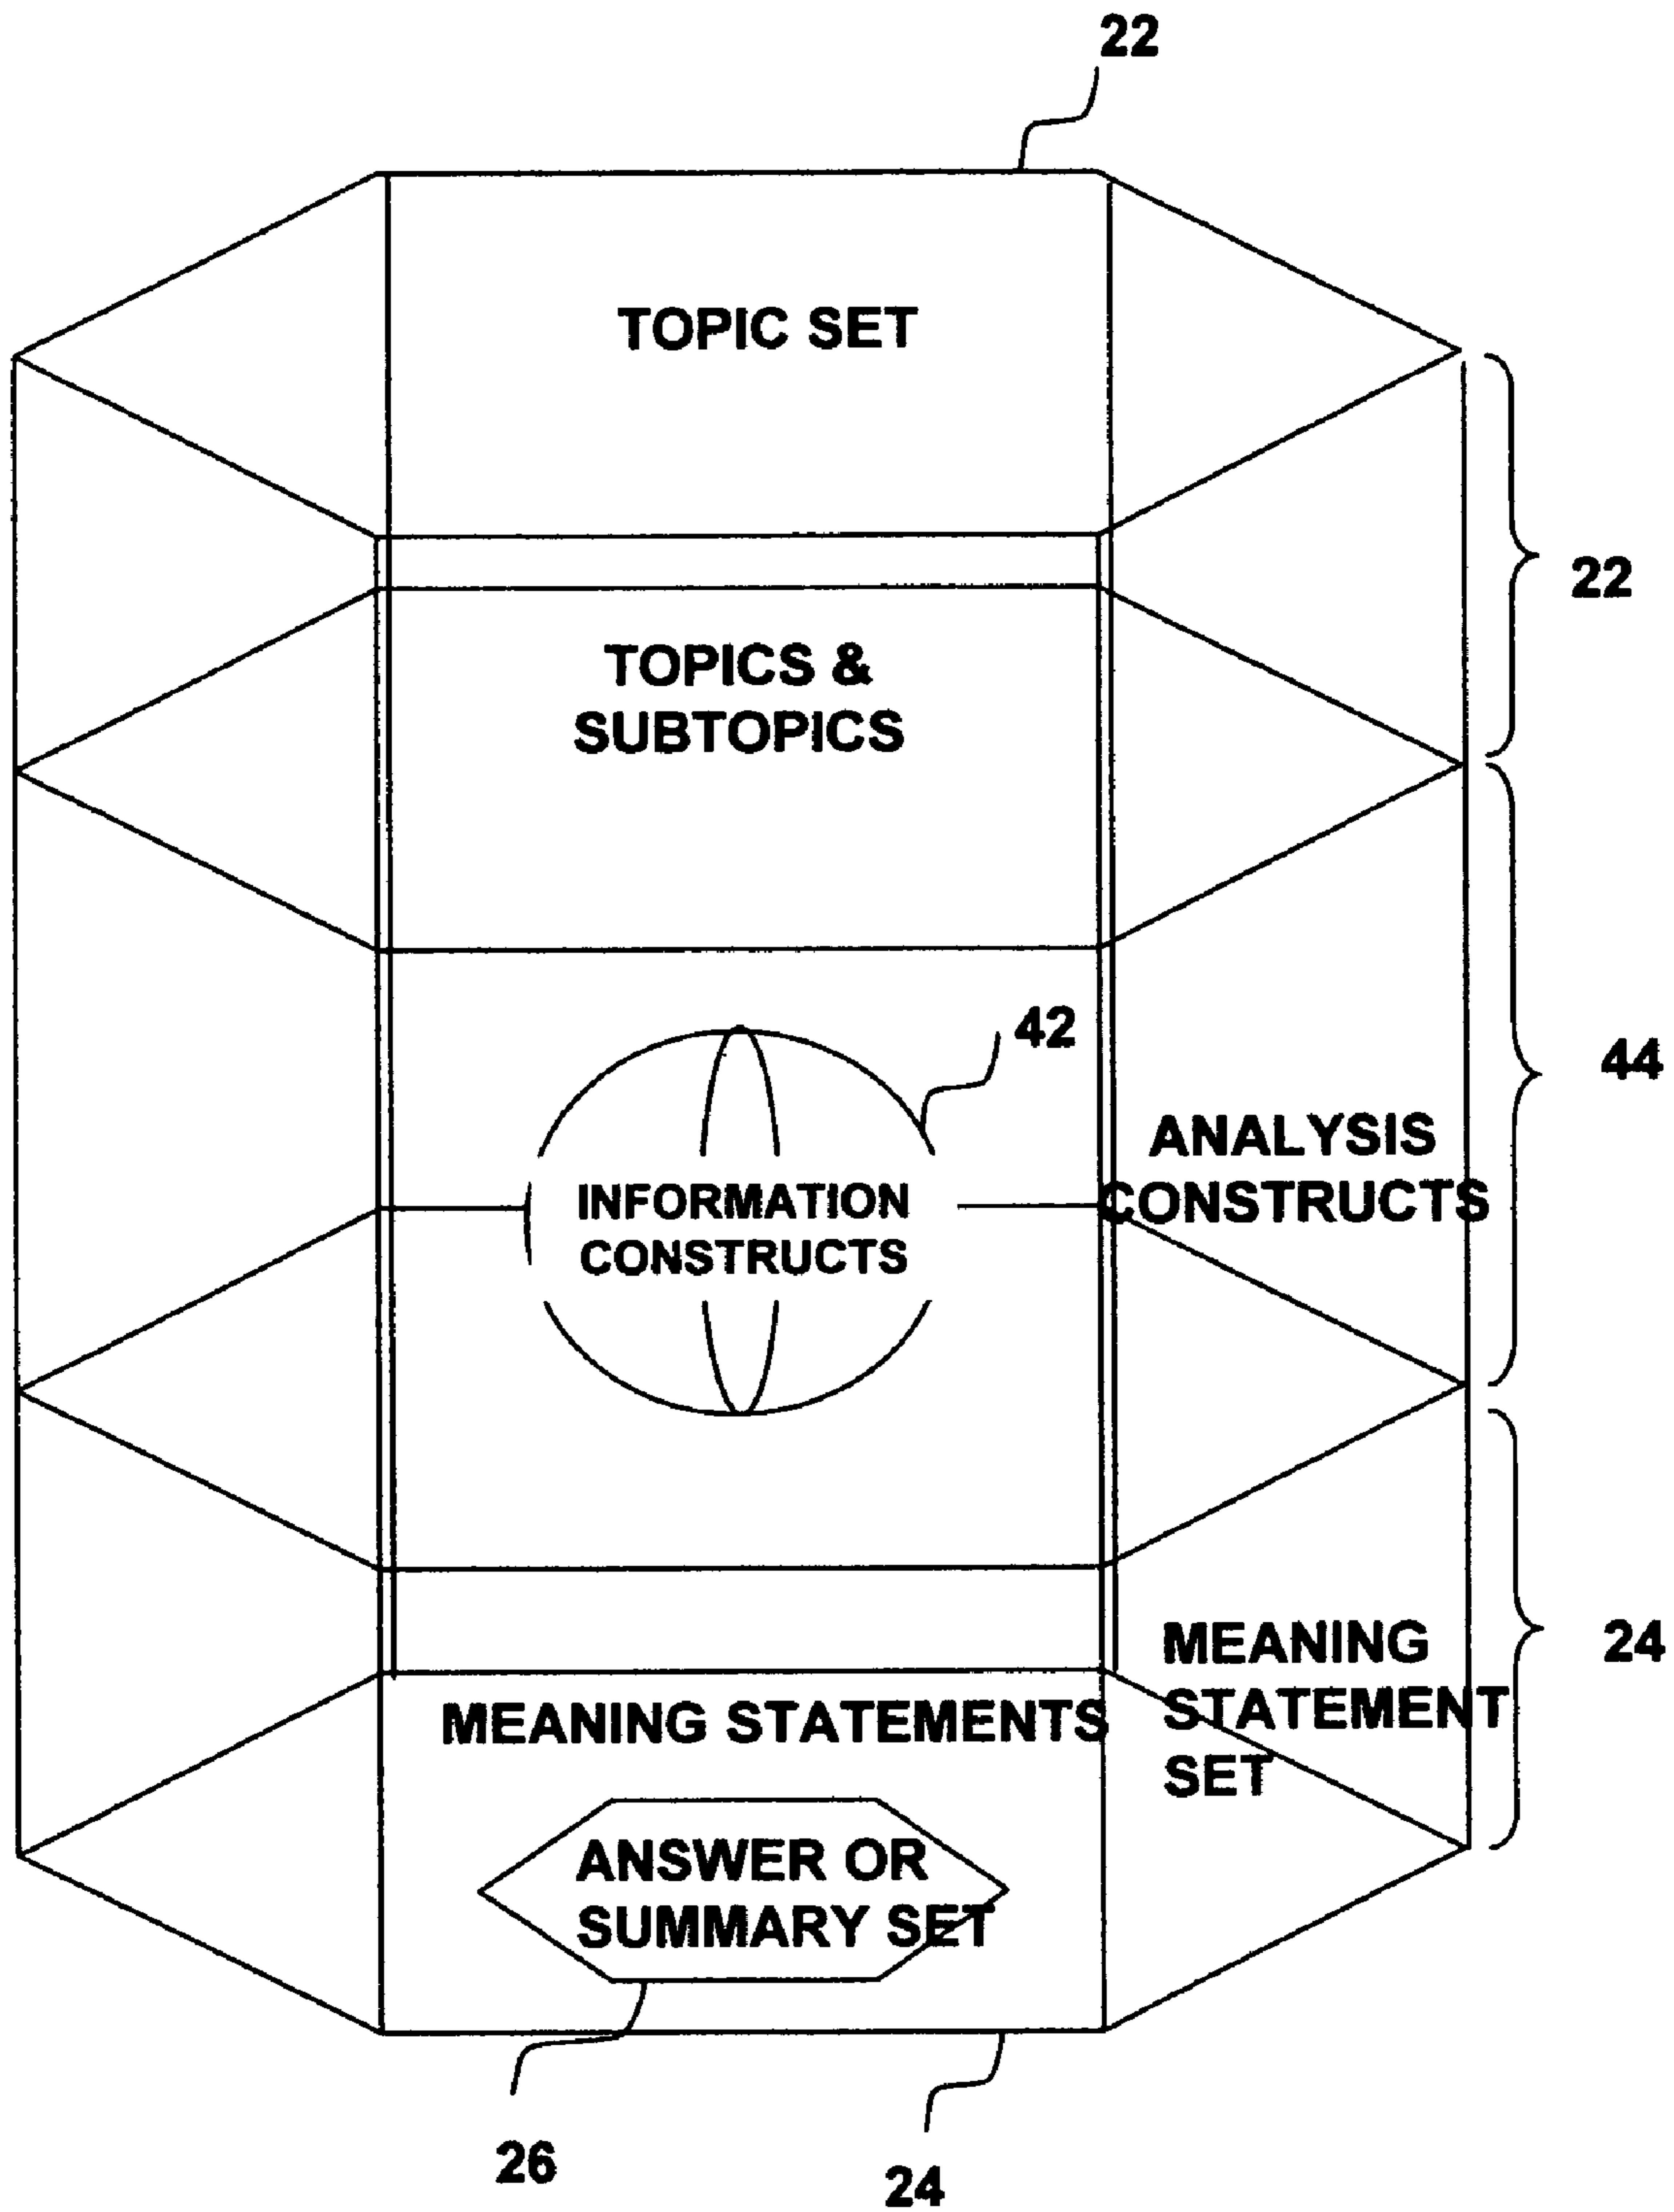 22
TOPIC SET
22
TOPICS &
SUBTOPICS
42
44
ANALYSIS
CONSTRUCTS
INFORMATION
CONSTRUCTS
24
MEANING
STATEMENT
SET
MEANING STATEMENTS
ANSWER OR
SUMMARY SET
26
24